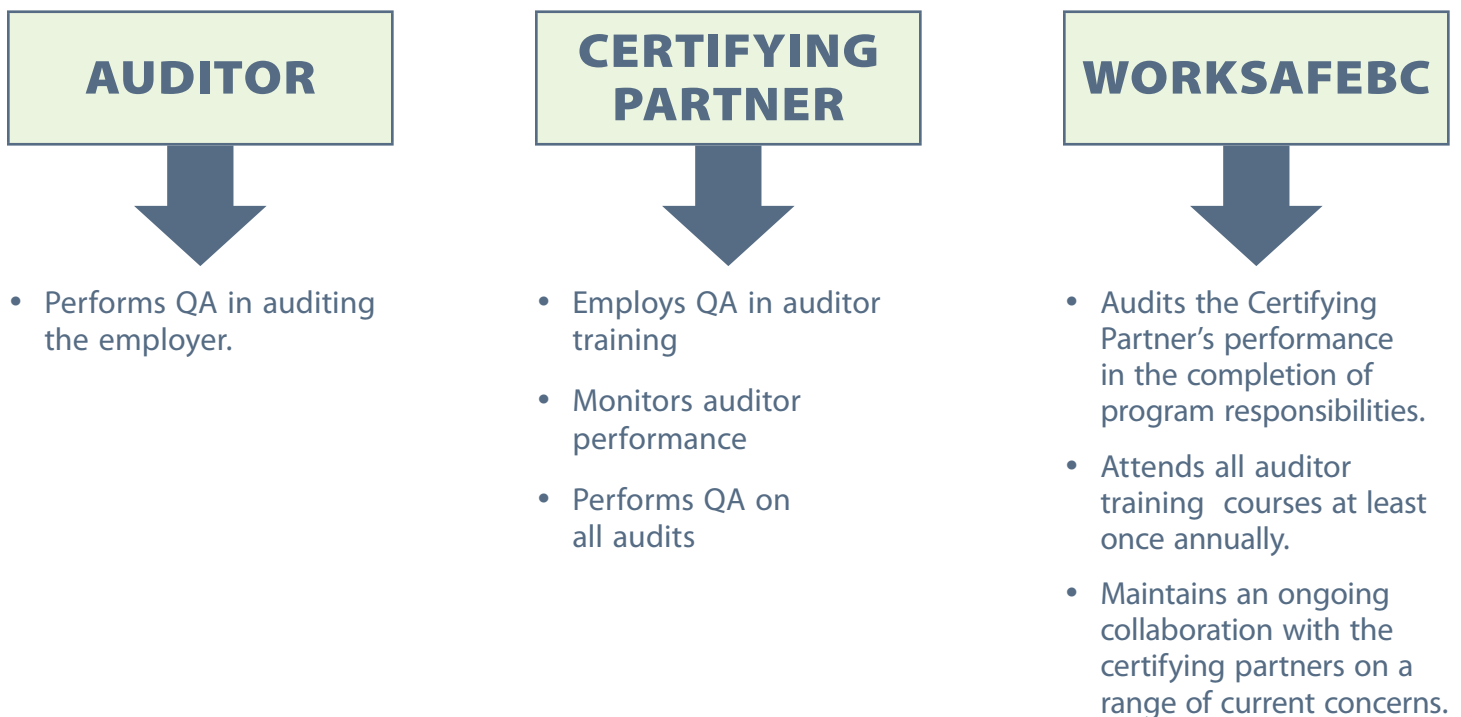 AUDITOR
• Performs QA in auditing
the employer.
CERTIFYING
PARTNER
• Employs QA in auditor
training
• Monitors auditor
performance
• Performs QA on
all audits
WORKSAFEBC
• Audits the Certifying
Partner’s performance
in the completion of
program responsibilities.
• Attends all auditor
training courses at least
once annually.
• Maintains an ongoing
collaboration with the
certifying partners on a
range of current concerns.